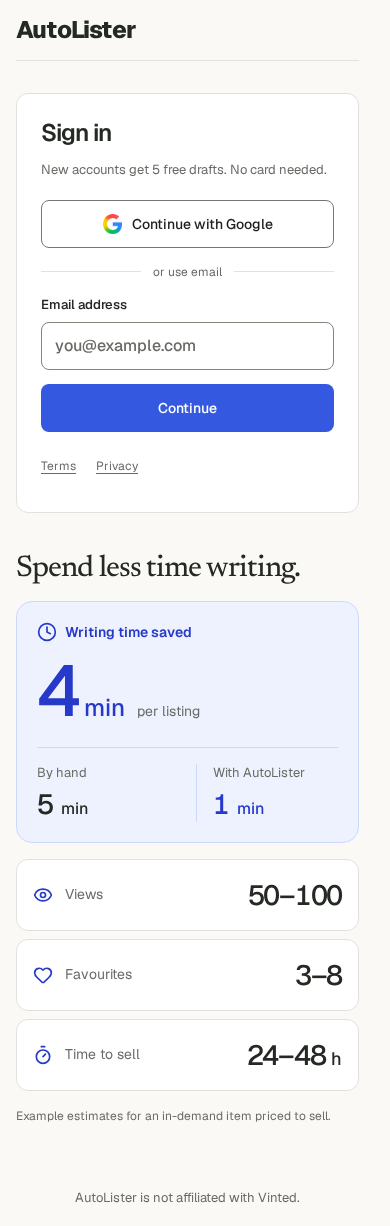 AutoLister
Sign in
New accounts get 5 free drafts. No card needed.
Continue with Google
or use email
Email address
you@example.com
Continue
Terms Privacy
Spend less time writing.
Writing time saved
4 min per listing
By hand With AutoLister
5 min 1 min
Views 50–100
Favourites 3–8
Time to sell 24–48 h
Example estimates for an in-demand item priced to sell.
AutoLister is not affiliated with Vinted.